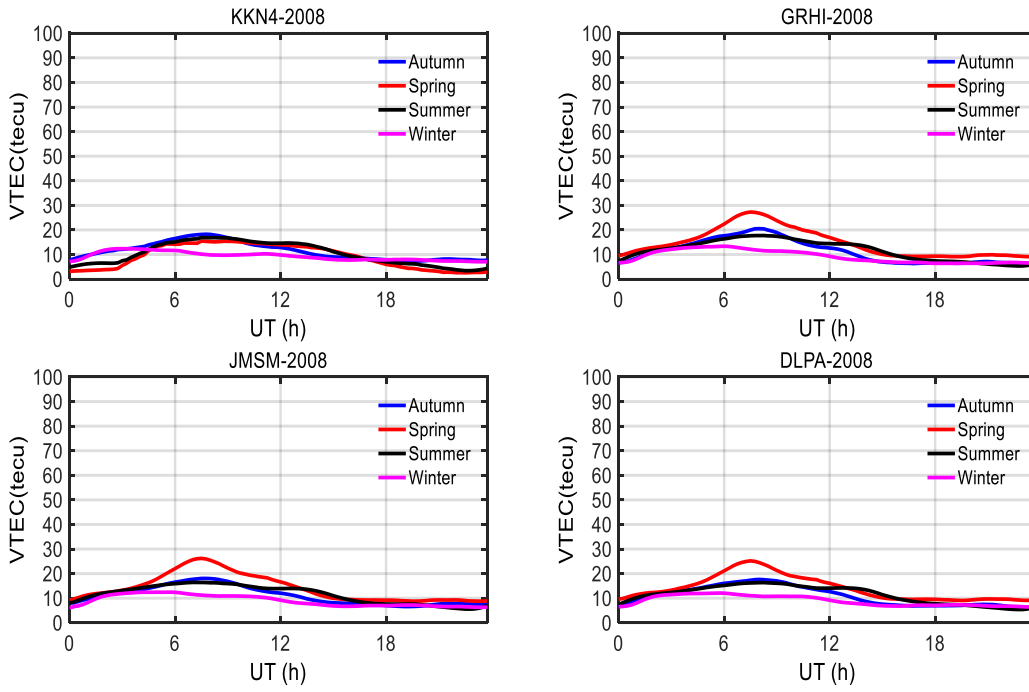 KKN4-2008
VTEC(tecu)
100
90
80
70
60
50
40
30
20
10
0
0 6 12 18
UT (h)
Autumn
Spring
Summer
Winter
GRHI-2008
VTEC(tecu)
100
90
80
70
60
50
40
30
20
10
0
0 6 12 18
UT (h)
Autumn
Spring
Summer
Winter
JMSM-2008
VTEC(tecu)
100
90
80
70
60
50
40
30
20
10
0
0 6 12 18
UT (h)
Autumn
Spring
Summer
Winter
DLPA-2008
VTEC(tecu)
100
90
80
70
60
50
40
30
20
10
0
0 6 12 18
UT (h)
Autumn
Spring
Summer
Winter